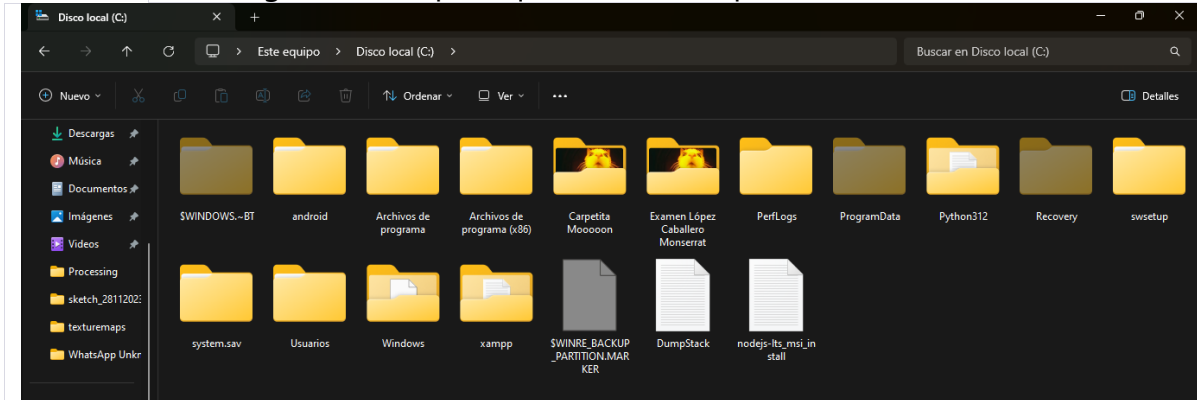 Disco local (C:)
Este equipo > Disco local (C:) >
Buscar en Disco local (C:)
Nuevo
Ordenar
Ver
Detalles
Descargas
Música
Documentos
Imágenes
Videos
Processing
sketch_2811202
texturemaps
WhatsApp Unkr
$WINDOWS.~BT
android
Archivos de
programa
Archivos de
programa (x86)
Carpetita
Mooooon
Examen López
Caballero
Monserrat
PerfLogs
ProgramData
Python312
Recovery
swsetup
system.sav
Usuarios
Windows
xampp
$WINRE_BACKUP
_PARTITION.MAR
KER
DumpStack
nodejs-lts_msi_in
stall